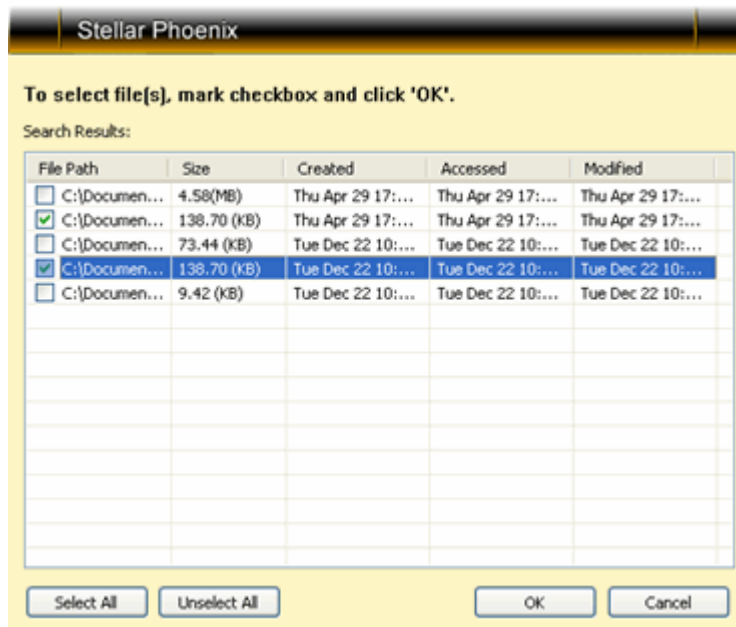 Stellar Phoenix
To select file(s), mark checkbox and click 'OK'.
Search Results:
File Path Size Created Accessed Modified
C:\Documen... 4.58(MB) Thu Apr 29 17:... Thu Apr 29 17:... Thu Apr 29 17:...
C:\Documen... 138.70 (KB) Thu Apr 29 17:... Thu Apr 29 17:... Thu Apr 29 17:...
C:\Documen... 73.44 (KB) Tue Dec 22 10:... Tue Dec 22 10:... Tue Dec 22 10:...
C:\Documen... 138.70 (KB) Tue Dec 22 10:... Tue Dec 22 10:... Tue Dec 22 10:...
C:\Documen... 9.42 (KB) Tue Dec 22 10:... Tue Dec 22 10:... Tue Dec 22 10:...
Select All Unselect All OK Cancel